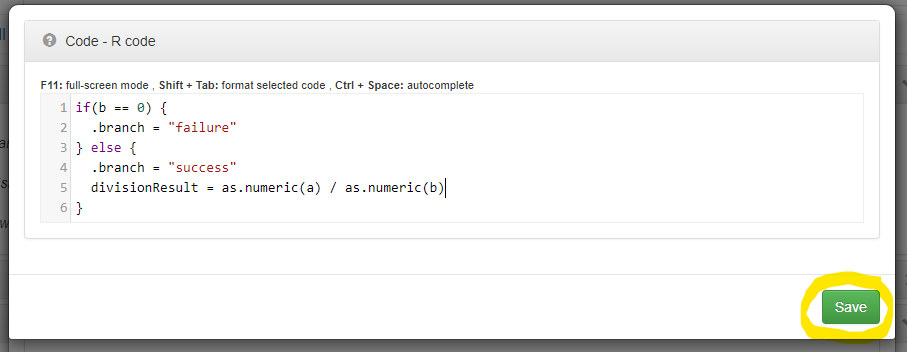 Code - R code
F11: full-screen mode , Shift + Tab: format selected code , Ctrl + Space: autocomplete
1 if(b == 0) {
2   .branch = "failure"
3 } else {
4   .branch = "success"
5   divisionResult = as.numeric(a) / as.numeric(b)
6 }
Save